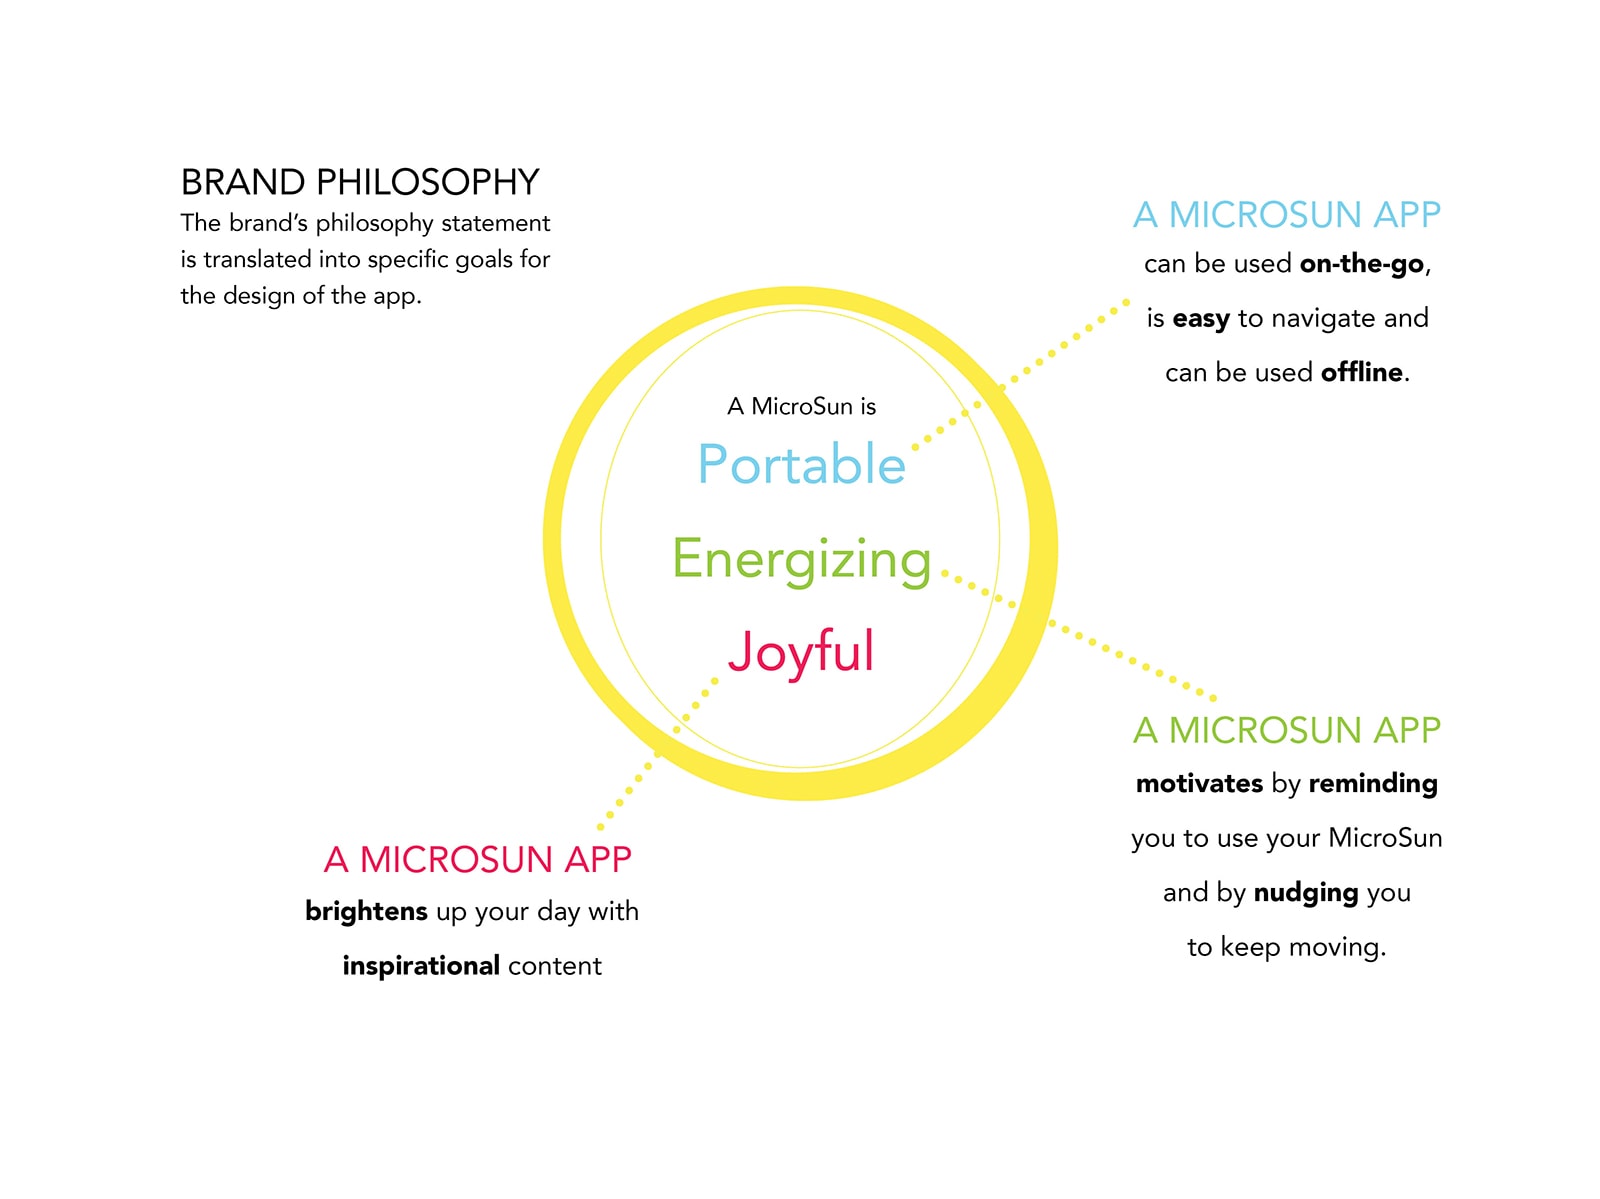 BRAND PHILOSOPHY
The brand’s philosophy statement
is translated into specific goals for
the design of the app.
A MicroSun is
Portable
Energizing
Joyful
A MICROSUN APP
can be used on-the-go,
is easy to navigate and
can be used offline.
A MICROSUN APP
motivates by reminding
you to use your MicroSun
and by nudging you
to keep moving.
A MICROSUN APP
brightens up your day with
inspirational content